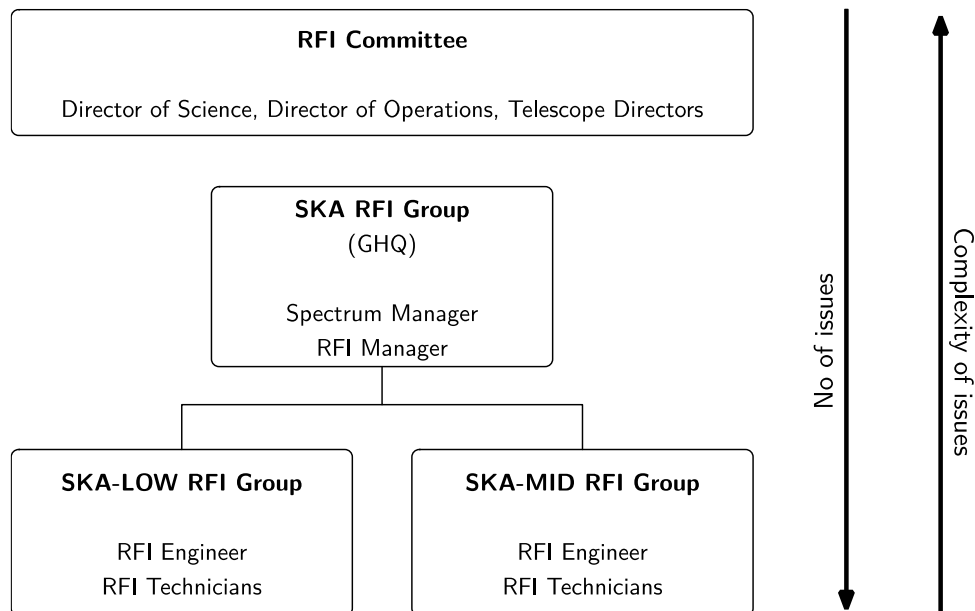 RFI Committee
Director of Science, Director of Operations, Telescope Directors
SKA RFI Group
(GHQ)
Spectrum Manager
RFI Manager
SKA-LOW RFI Group
RFI Engineer
RFI Technicians
SKA-MID RFI Group
RFI Engineer
RFI Technicians
No of issues
Complexity of issues